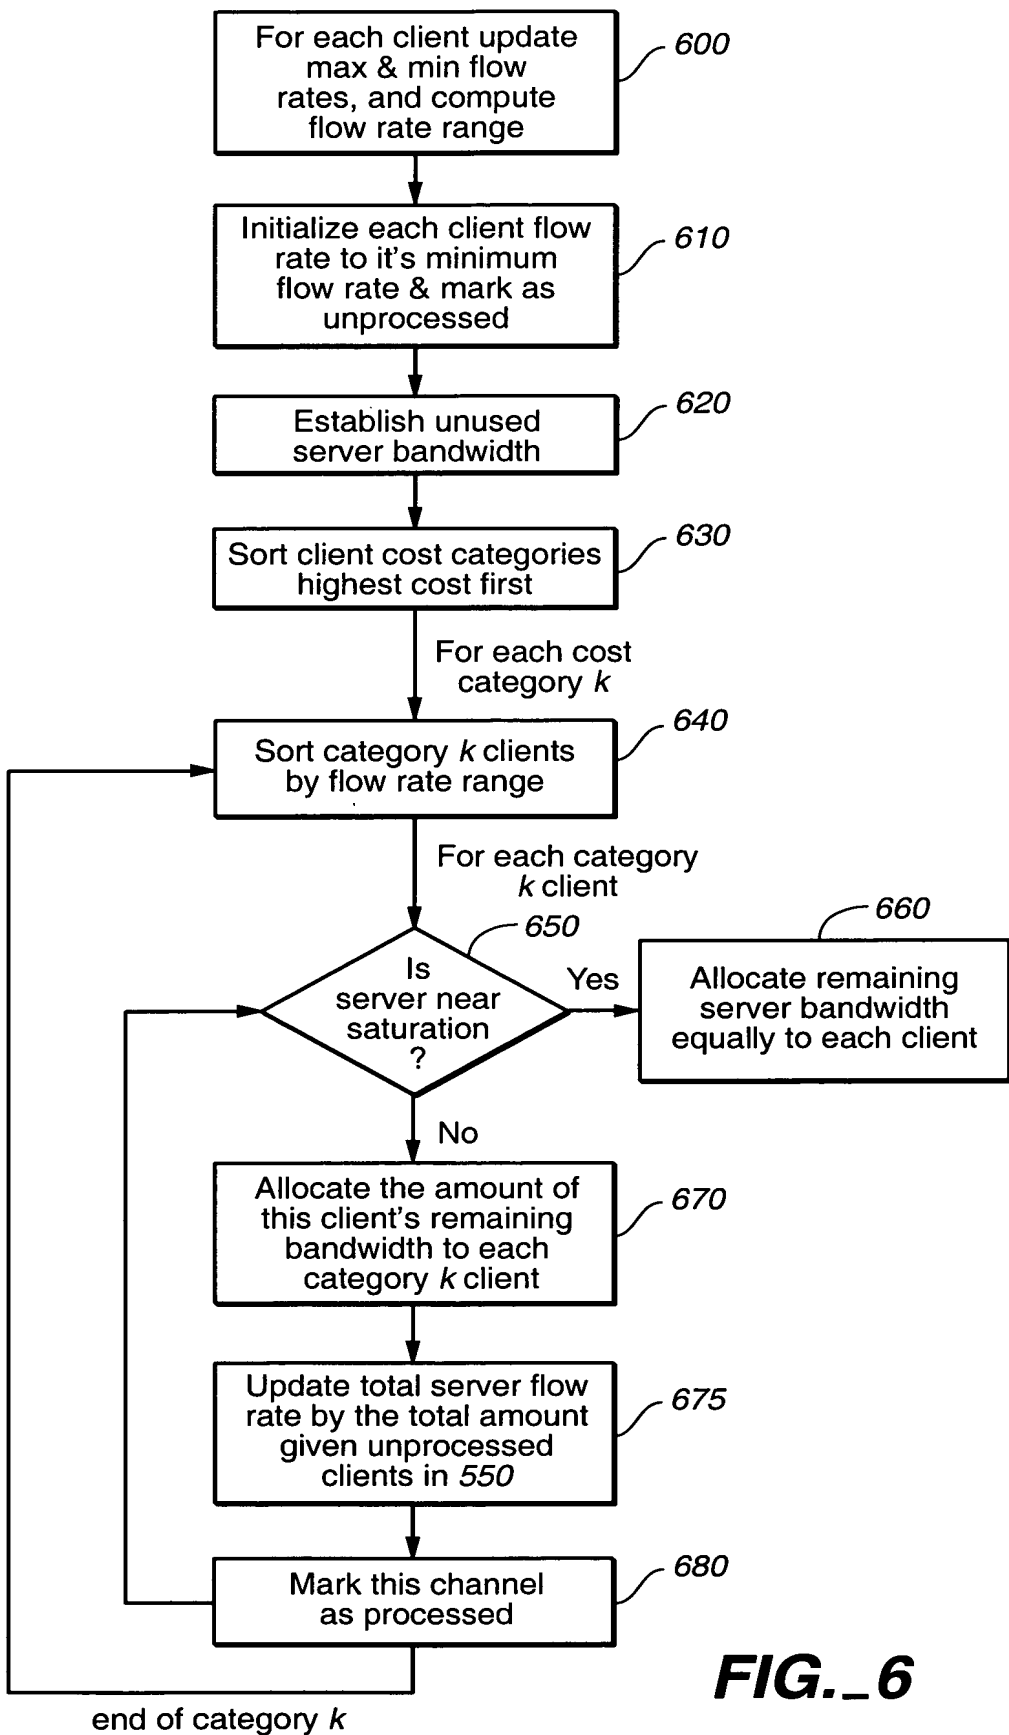 For each client update
max & min flow
rates, and compute
flow rate range
600
Initialize each client flow
rate to it's minimum
flow rate & mark as
unprocessed
610
Establish unused
server bandwidth
620
Sort client cost categories
highest cost first
630
For each cost
category k
Sort category k clients
by flow rate range
640
For each category
k client
Is
server near
saturation
?
650
Yes
Allocate remaining
server bandwidth
equally to each client
660
No
Allocate the amount of
this client's remaining
bandwidth to each
category k client
670
Update total server flow
rate by the total amount
given unprocessed
clients in 550
675
Mark this channel
as processed
680
end of category k
FIG._6